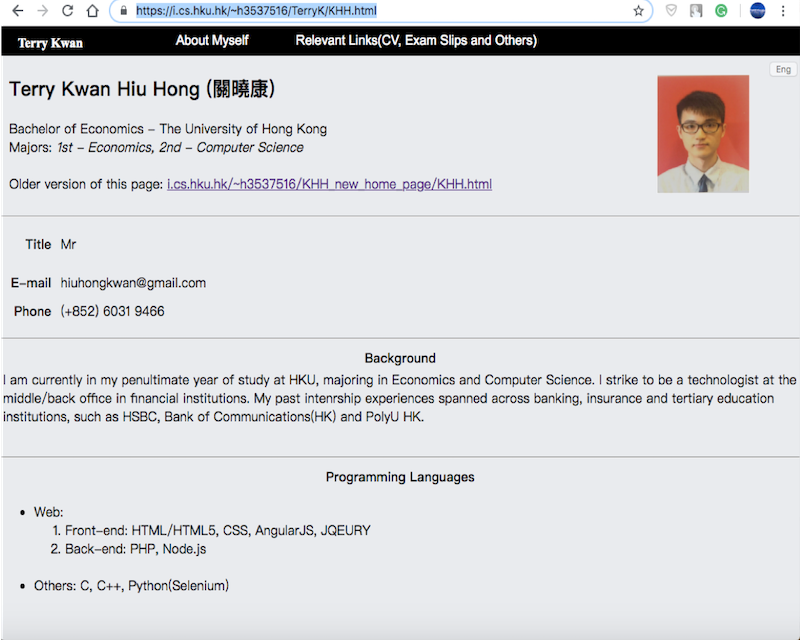 https://i.cs.hku.hk/~h3537516/TerryK/KHH.html
Terry Kwan About Myself Relevant Links(CV, Exam Slips and Others)
Eng
Terry Kwan Hiu Hong (關曉康)
Bachelor of Economics – The University of Hong Kong
Majors: 1st – Economics, 2nd – Computer Science
Older version of this page: i.cs.hku.hk/~h3537516/KHH_new_home_page/KHH.html
Title Mr
E–mail hiuhongkwan@gmail.com
Phone (+852) 6031 9466
Background
I am currently in my penultimate year of study at HKU, majoring in Economics and Computer Science. I strike to be a technologist at the
middle/back office in financial institutions. My past intenrship experiences spanned across banking, insurance and tertiary education
institutions, such as HSBC, Bank of Communications(HK) and PolyU HK.
Programming Languages
• Web:
1. Front–end: HTML/HTML5, CSS, AngularJS, JQEURY
2. Back–end: PHP, Node.js
• Others: C, C++, Python(Selenium)